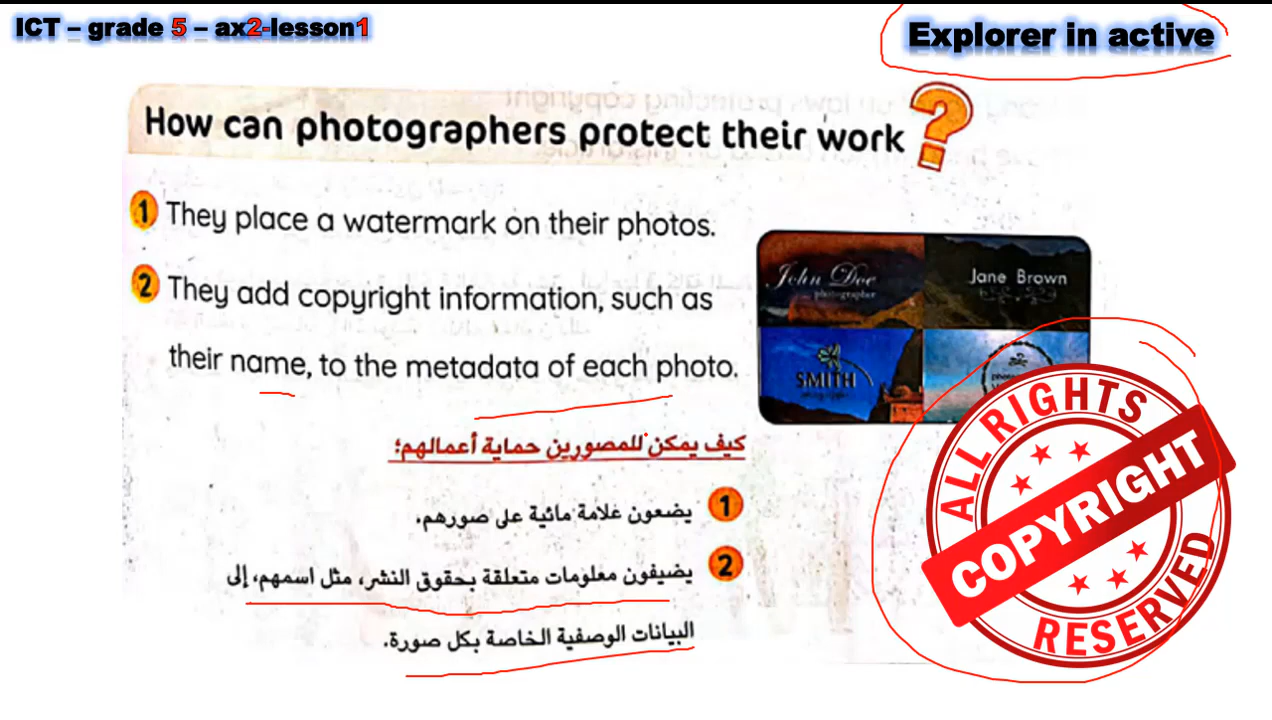 ICT – grade 5 – ax2-lesson1
Explorer in active
How can photographers protect their work ?
1 They place a watermark on their photos.
2 They add copyright information, such as
their name, to the metadata of each photo.
John Doe
photographer
Jane Brown
SMITH
كيف يمكن للمصورين حماية أعمالهم؛
1 يضعون علامة مائية على صورهم.
2 يضيفون معلومات متعلقة بحقوق النشر، مثل اسمهم، إلى
البيانات الوصفية الخاصة بكل صورة.
ALL RIGHTS
COPYRIGHT
RESERVED